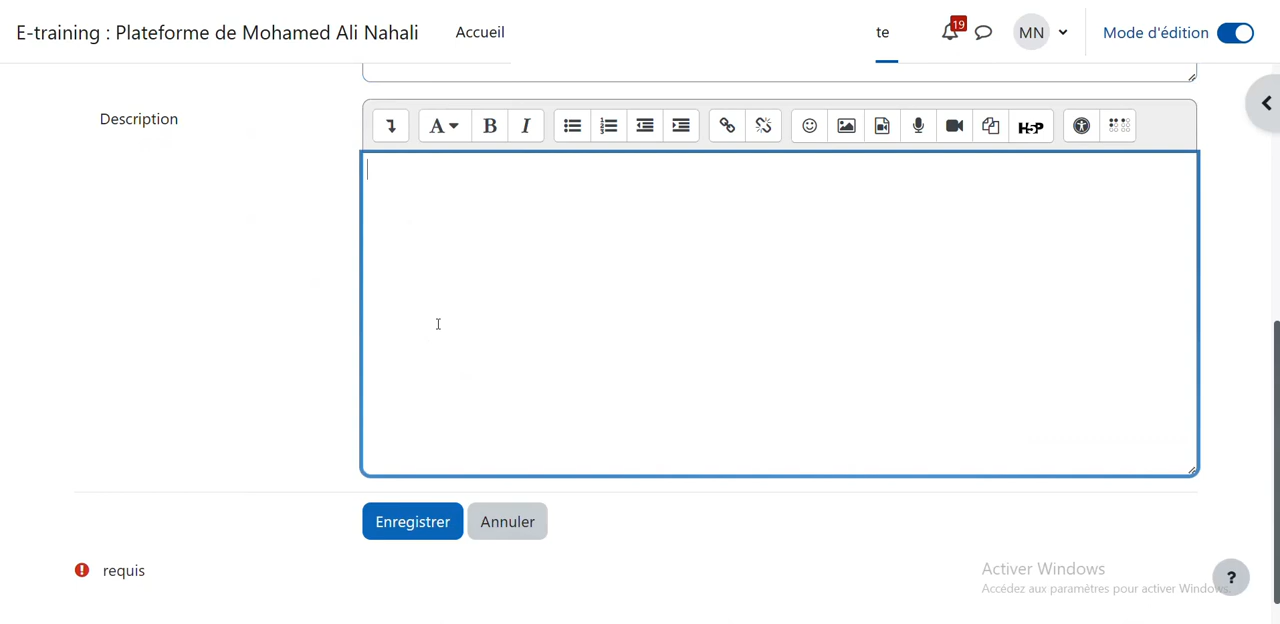 E-training : Plateforme de Mohamed Ali Nahali
Accueil
te
19
MN
Mode d'édition
Description
A
B
I
H5P
Enregistrer
Annuler
requis
Activer Windows
Accédez aux paramètres pour activer Windows.
?